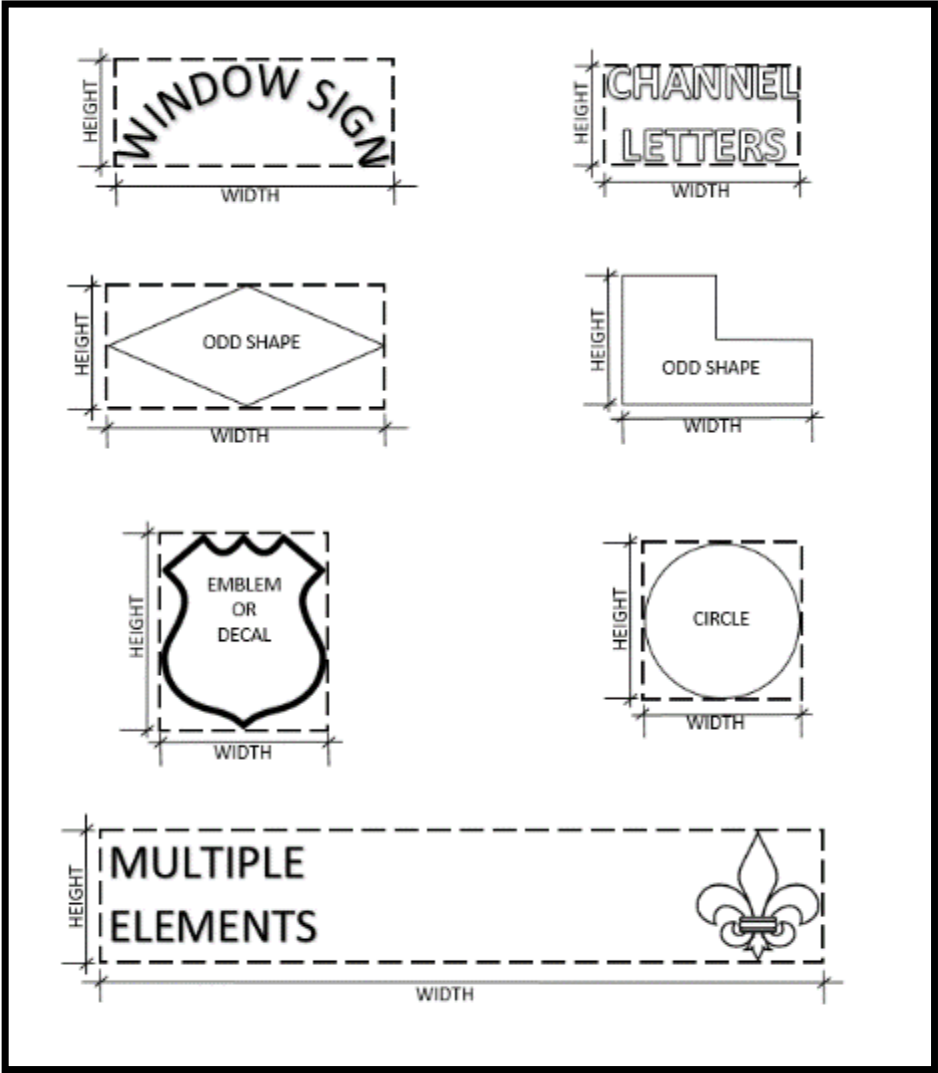 WINDOW SIGN
HEIGHT
WIDTH
CHANNEL
LETTERS
HEIGHT
WIDTH
ODD SHAPE
HEIGHT
WIDTH
ODD SHAPE
HEIGHT
WIDTH
EMBLEM
OR
DECAL
HEIGHT
WIDTH
CIRCLE
HEIGHT
WIDTH
MULTIPLE
ELEMENTS
HEIGHT
WIDTH